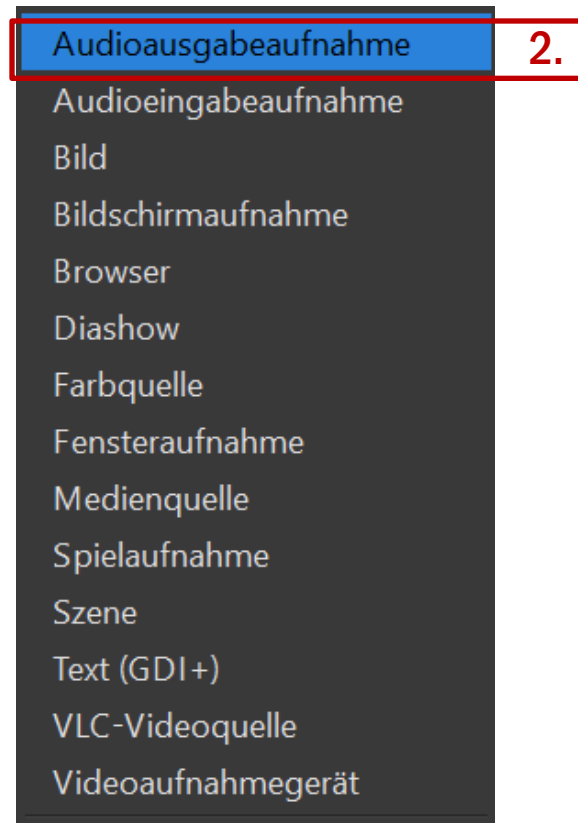 Audioausgabeaufnahme 2.
Audioeingabeaufnahme
Bild
Bildschirmaufnahme
Browser
Diashow
Farbquelle
Fensteraufnahme
Medienquelle
Spielaufnahme
Szene
Text (GDI+)
VLC-Videoquelle
Videoaufnahmegerät